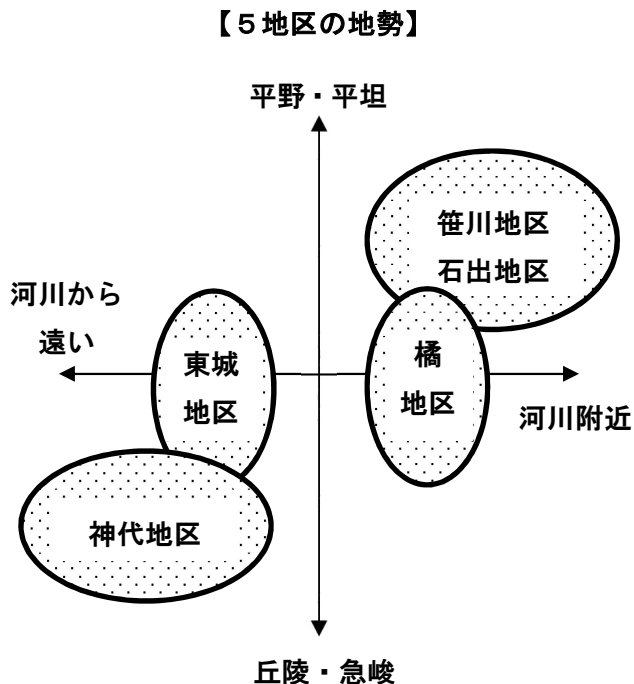 【５地区の地勢】
平野・平坦
笹川地区
石出地区
河川から
遠い
東城
地区
橘
地区
河川附近
神代地区
丘陵・急峻